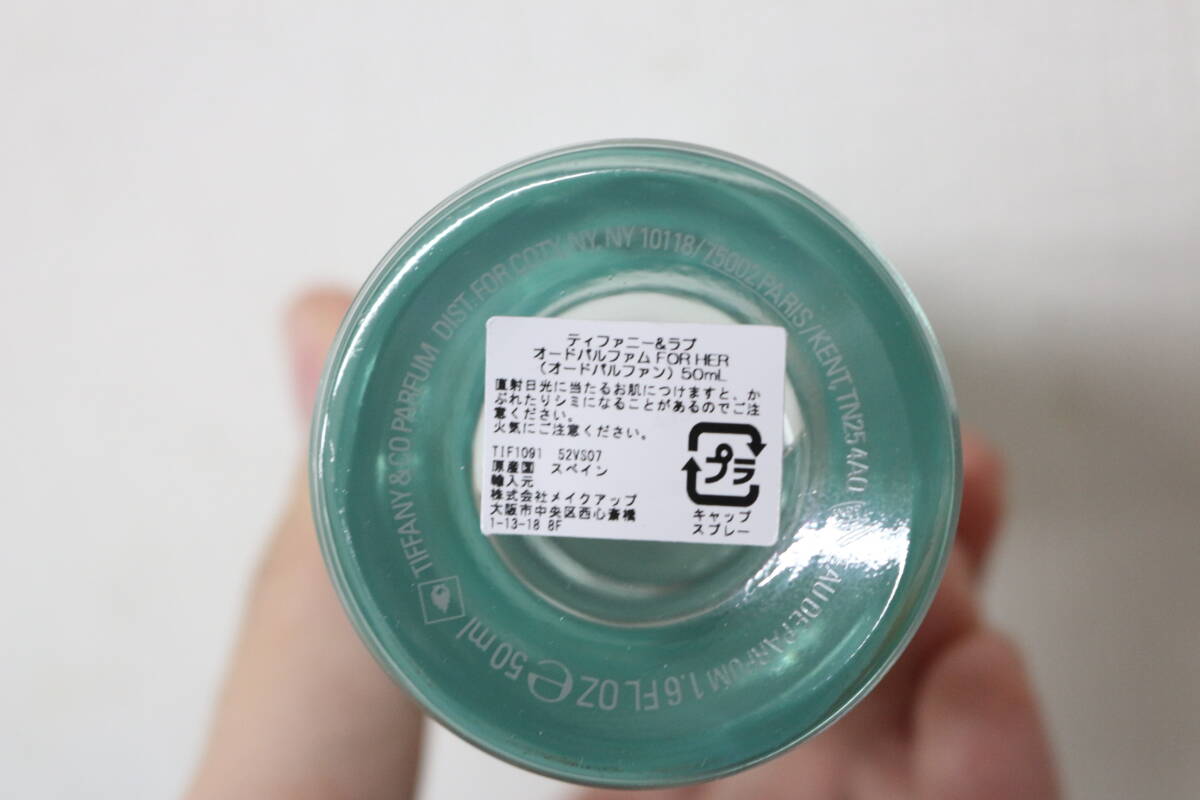 ティファニー&ラブ
オードパルファム FOR HER
（オードパルファン）50mL
直射日光に当たるお肌につけますと、か
ぶれたりシミになることがあるのでご注
意ください。
火気にご注意ください。
TIF1091 52VS07
原産国 スペイン
輸入元
株式会社メイクアップ
大阪市中央区西心斎橋
1-13-18 8F
プラ
キャップ
スプレー
TIFFANY & CO PARFUM DIST. FOR COTY, NY, NY 10118/75002 PARIS/KENT, TN25 4AQ
EAU DE PARFUM 1.6 FL OZ ℮ 50 ml